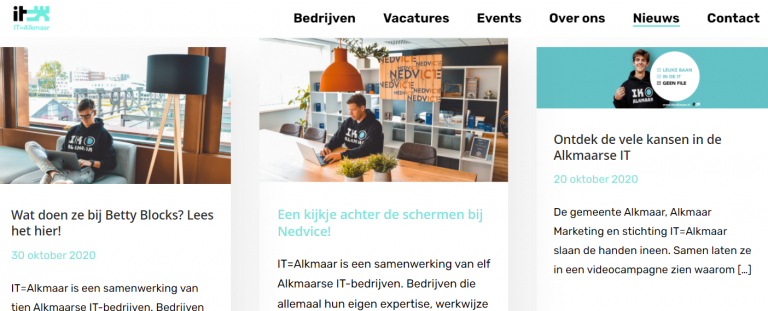 it
IT=Alkmaar
Bedrijven Vacatures Events Over ons Nieuws Contact
NEDVICE
NEDVICE
IK
ALKMAAR
LEUKE BAAN
IN DE IT
GEEN FILE
Wat doen ze bij Betty Blocks? Lees
het hier!
30 oktober 2020
IT=Alkmaar is een samenwerking van
tien Alkmaarse IT-bedrijven. Bedrijven
Een kijkje achter de schermen bij
Nedvice!
IT=Alkmaar is een samenwerking van elf
Alkmaarse IT-bedrijven. Bedrijven die
allemaal hun eigen expertise, werkwijze
Ontdek de vele kansen in de
Alkmaarse IT
20 oktober 2020
De gemeente Alkmaar, Alkmaar
Marketing en stichting IT=Alkmaar
slaan de handen ineen. Samen laten ze
in een videocampagne zien waarom […]